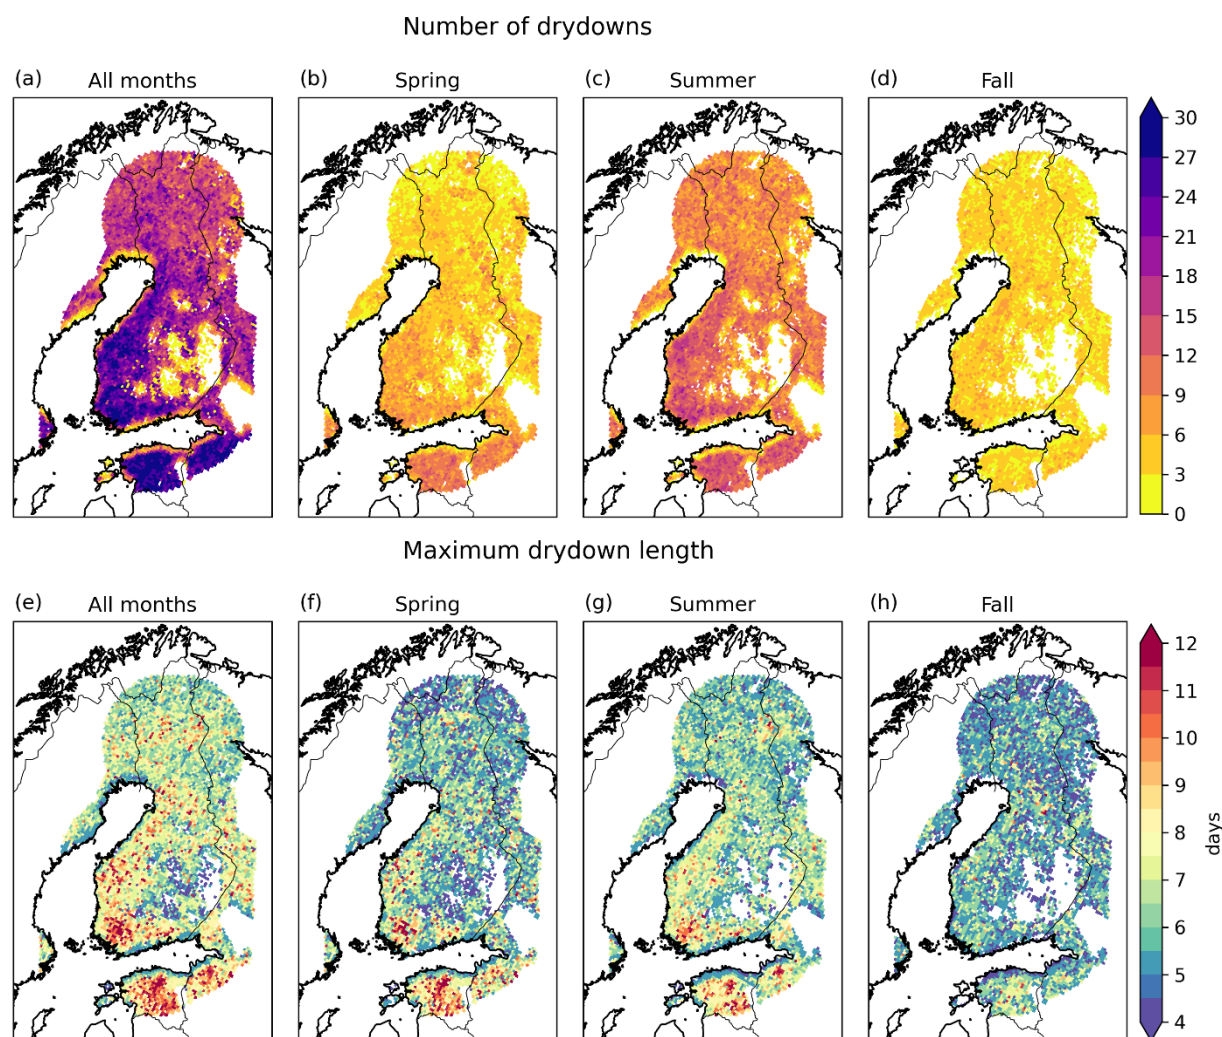 Number of drydowns
(a) All months
(b) Spring
(c) Summer
(d) Fall
30
27
24
21
18
15
12
9
6
3
0
Maximum drydown length
(e) All months
(f) Spring
(g) Summer
(h) Fall
12
11
10
9
8
7
6
5
4
days